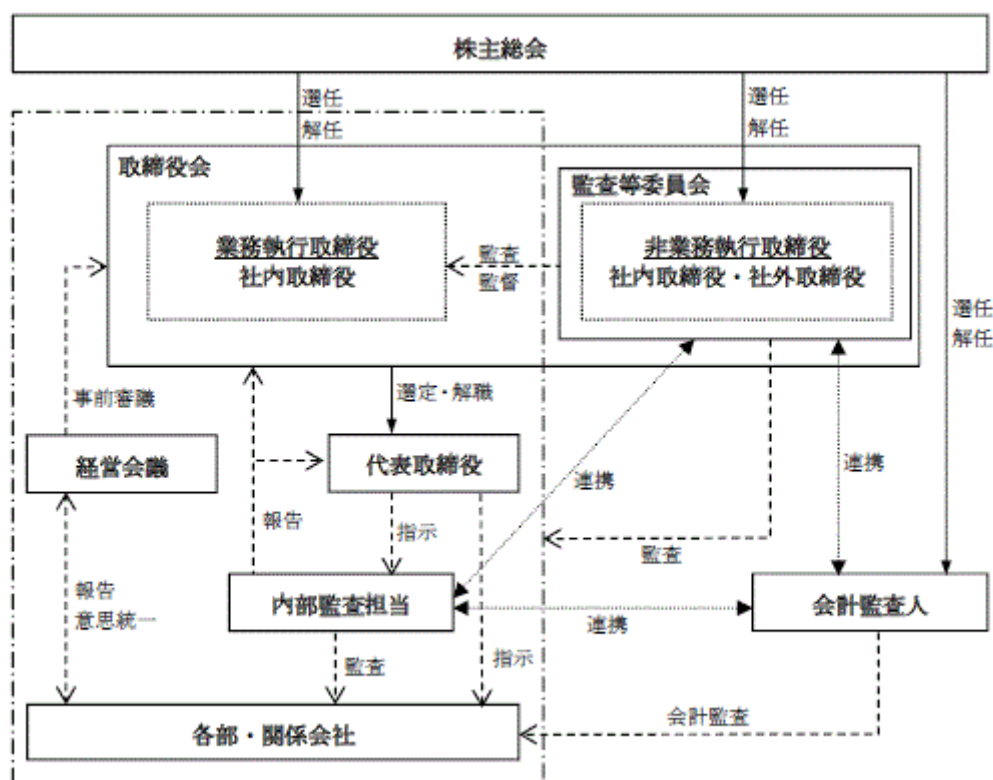 株主総会
選任
解任
選任
解任
取締役会
監査等委員会
業務執行取締役
社内取締役
監査
監督
非業務執行取締役
社内取締役・社外取締役
選任
解任
事前審議
選定・解職
経営会議
代表取締役
連携
連携
報告
指示
監査
報告
意思統一
内部監査担当
連携
会計監査人
監査
指示
会計監査
各部・関係会社